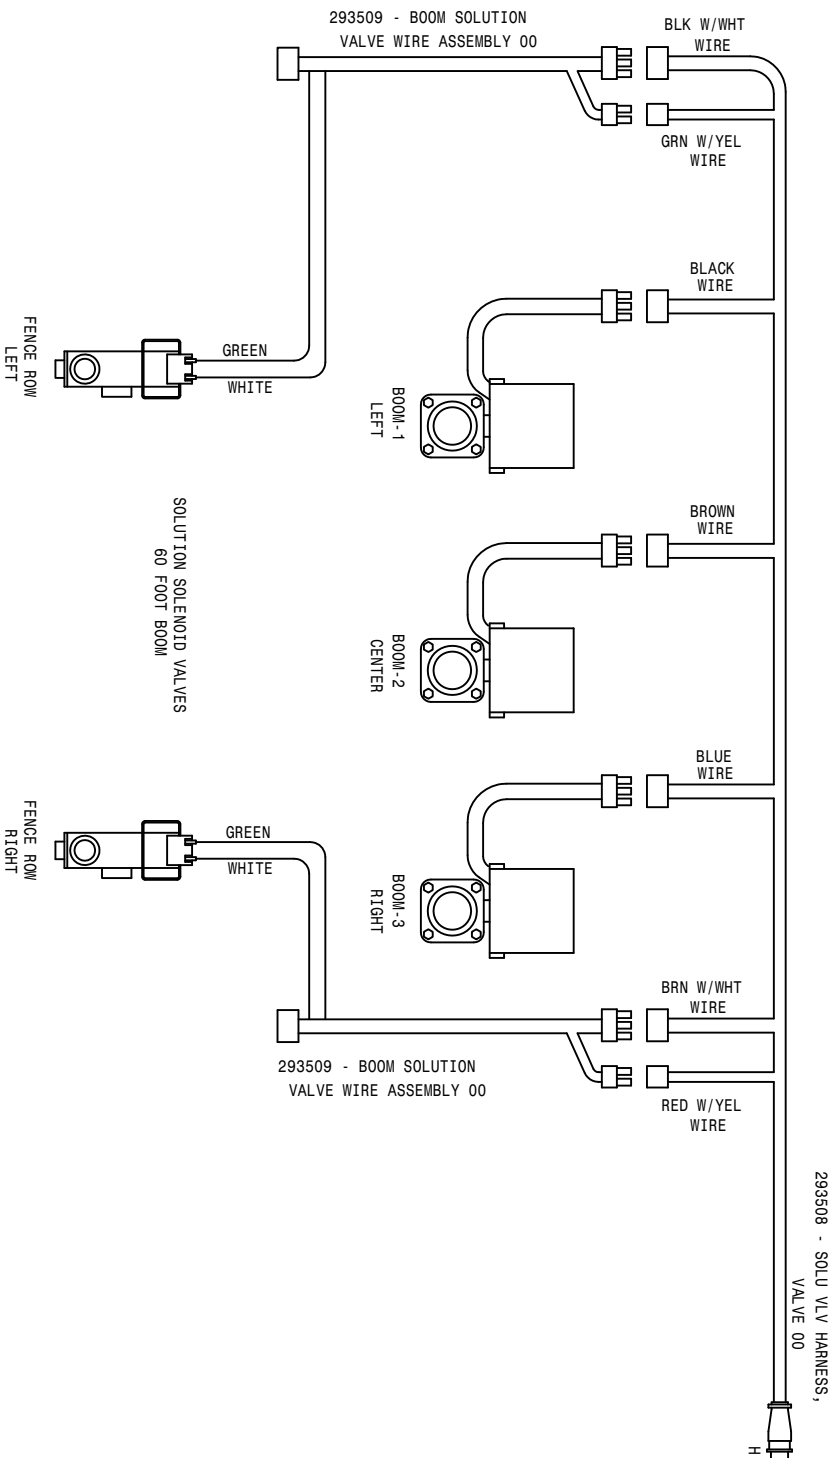 293509 - BOOM SOLUTION
VALVE WIRE ASSEMBLY 00
BLK W/WHT
WIRE
GRN W/YEL
WIRE
BLACK
WIRE
GREEN
WHITE
FENCE ROW
LEFT
BOOM-1
LEFT
BROWN
WIRE
SOLUTION SOLENOID VALVES
60 FOOT BOOM
BOOM-2
CENTER
BLUE
WIRE
GREEN
WHITE
FENCE ROW
RIGHT
BOOM-3
RIGHT
BRN W/WHT
WIRE
293509 - BOOM SOLUTION
VALVE WIRE ASSEMBLY 00
RED W/YEL
WIRE
293508 - SOLU VLV HARNESS,
VALVE 00
H